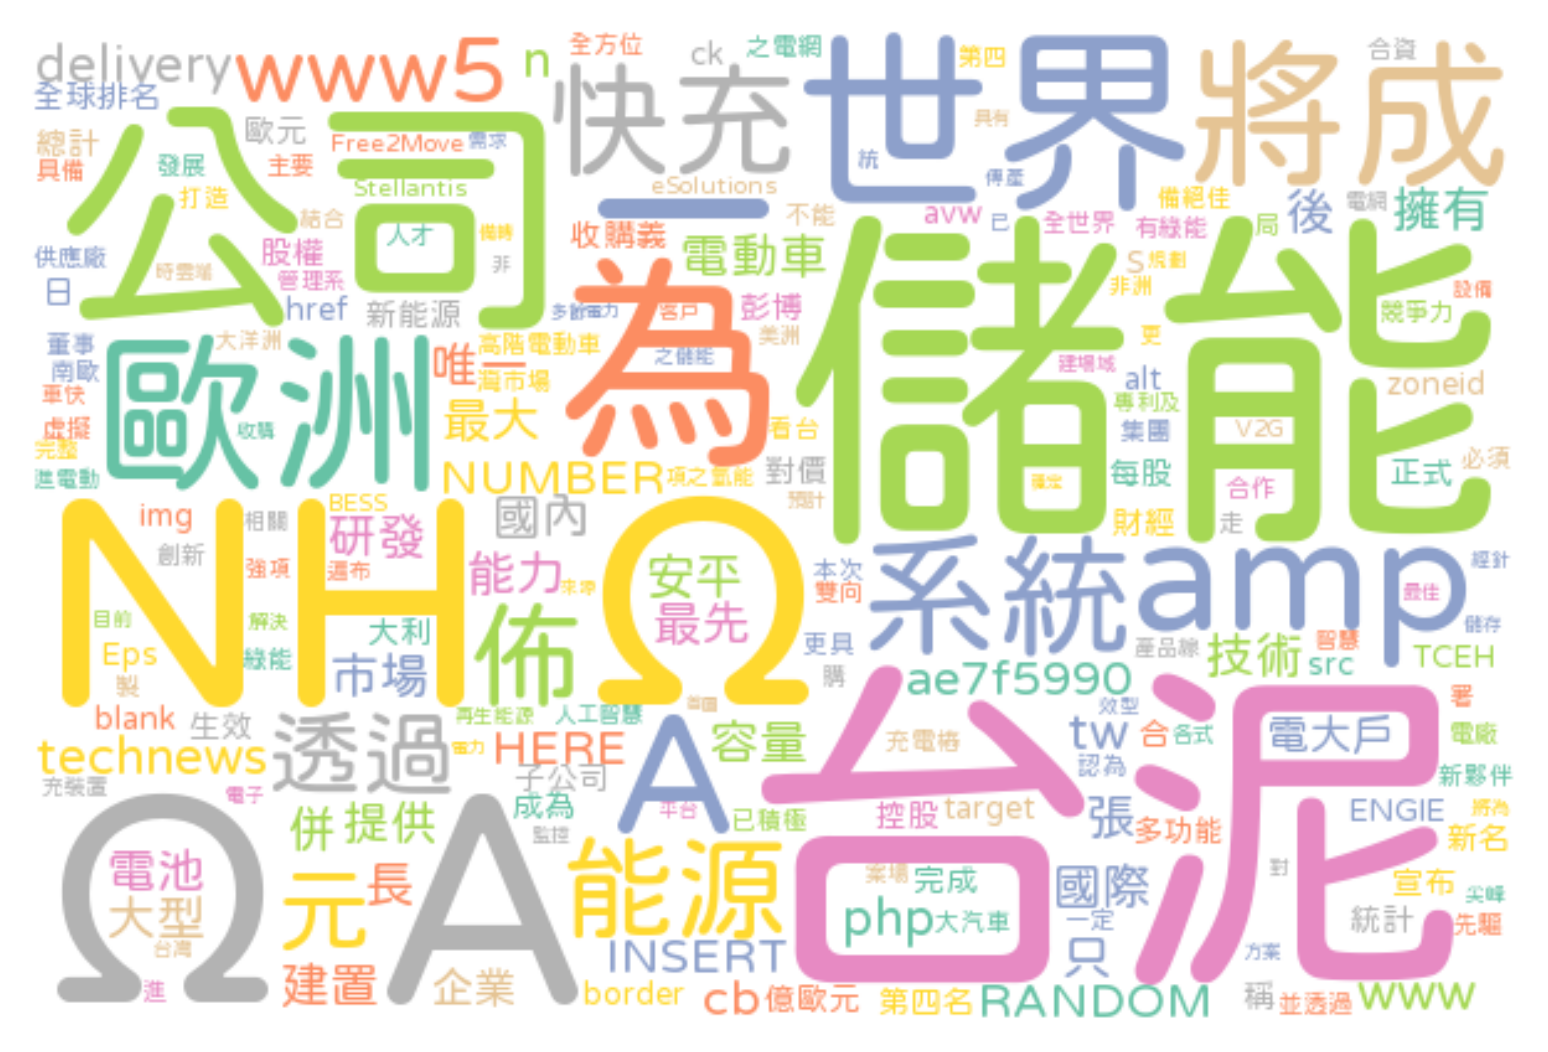 delivery
www5
n
全方位
ck
之電網
第四
合資
全球排名
公司
快充
世界
將成
總計
歐元
Free2Move
需求
具有
具備
發展
主要
統
打造
Stellantis
eSolutions
傳產
備絕佳
電網
擁有
結合
一
不能
avw
已
全世界
有綠能
局
後
人才
備轉
收購義
電動車
儲能
供應廠
股權
非
時雲端
管理系
S
規劃
日
href
新能源
為
非洲
設備
多餘電力
客戶
彭博
競爭力
董事
大洋洲
唯一
高階電動車
美洲
更
南歐
歐洲
之儲能
建場域
灣市場
alt
zoneid
車快
專利及
虛擬
收購
最大
看台
集團
V2G
完整
進電動
NUMBER
項之氫能
對價
每股
正式
必須
合作
BESS
預計
NH
Ω
img
相關
研發
國內
財經
走
創新
系統
amp
強項
遍布
能力
來源
安平
本次
雙向
經針
最佳
目前
解決
大利
佈
最先
儲存
Eps
綠能
市場
更具
產品線
技術
智慧
src
TCEH
製
購
ae7f5990
台泥
blank
生效
透過
再生能源
人工智慧
A
容量
效型
署
technews
電力
HERE
充電樁
tw
合
各式
電大戶
電廠
充裝置
子公司
認為
新夥伴
電子
成為
平台
已積極
控股
target
張
ENGIE
將為
Ω
併
提供
監控
多功能
新名
A
能源
電池
元
長
案場
完成
國際
對
宣布
尖峰
大型
php
大汽車
一定
統計
先驅
台灣
INSERT
只
方案
進
建置
企業
border
cb
億歐元
第四名
RANDOM
稱
並透過
www